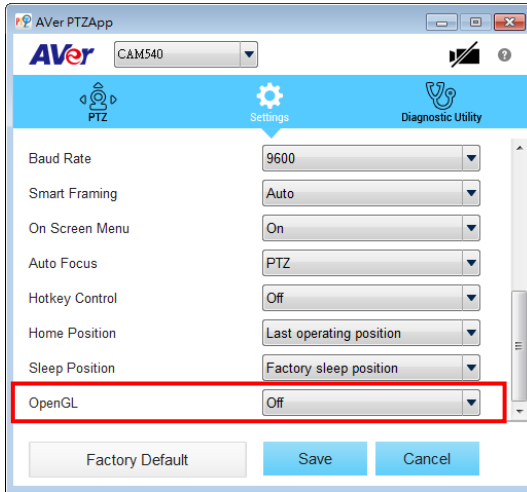 AVer PTZApp
AVer CAM540
PTZ Settings Diagnostic Utility
Baud Rate 9600
Smart Framing Auto
On Screen Menu On
Auto Focus PTZ
Hotkey Control Off
Home Position Last operating position
Sleep Position Factory sleep position
OpenGL Off
Factory Default Save Cancel